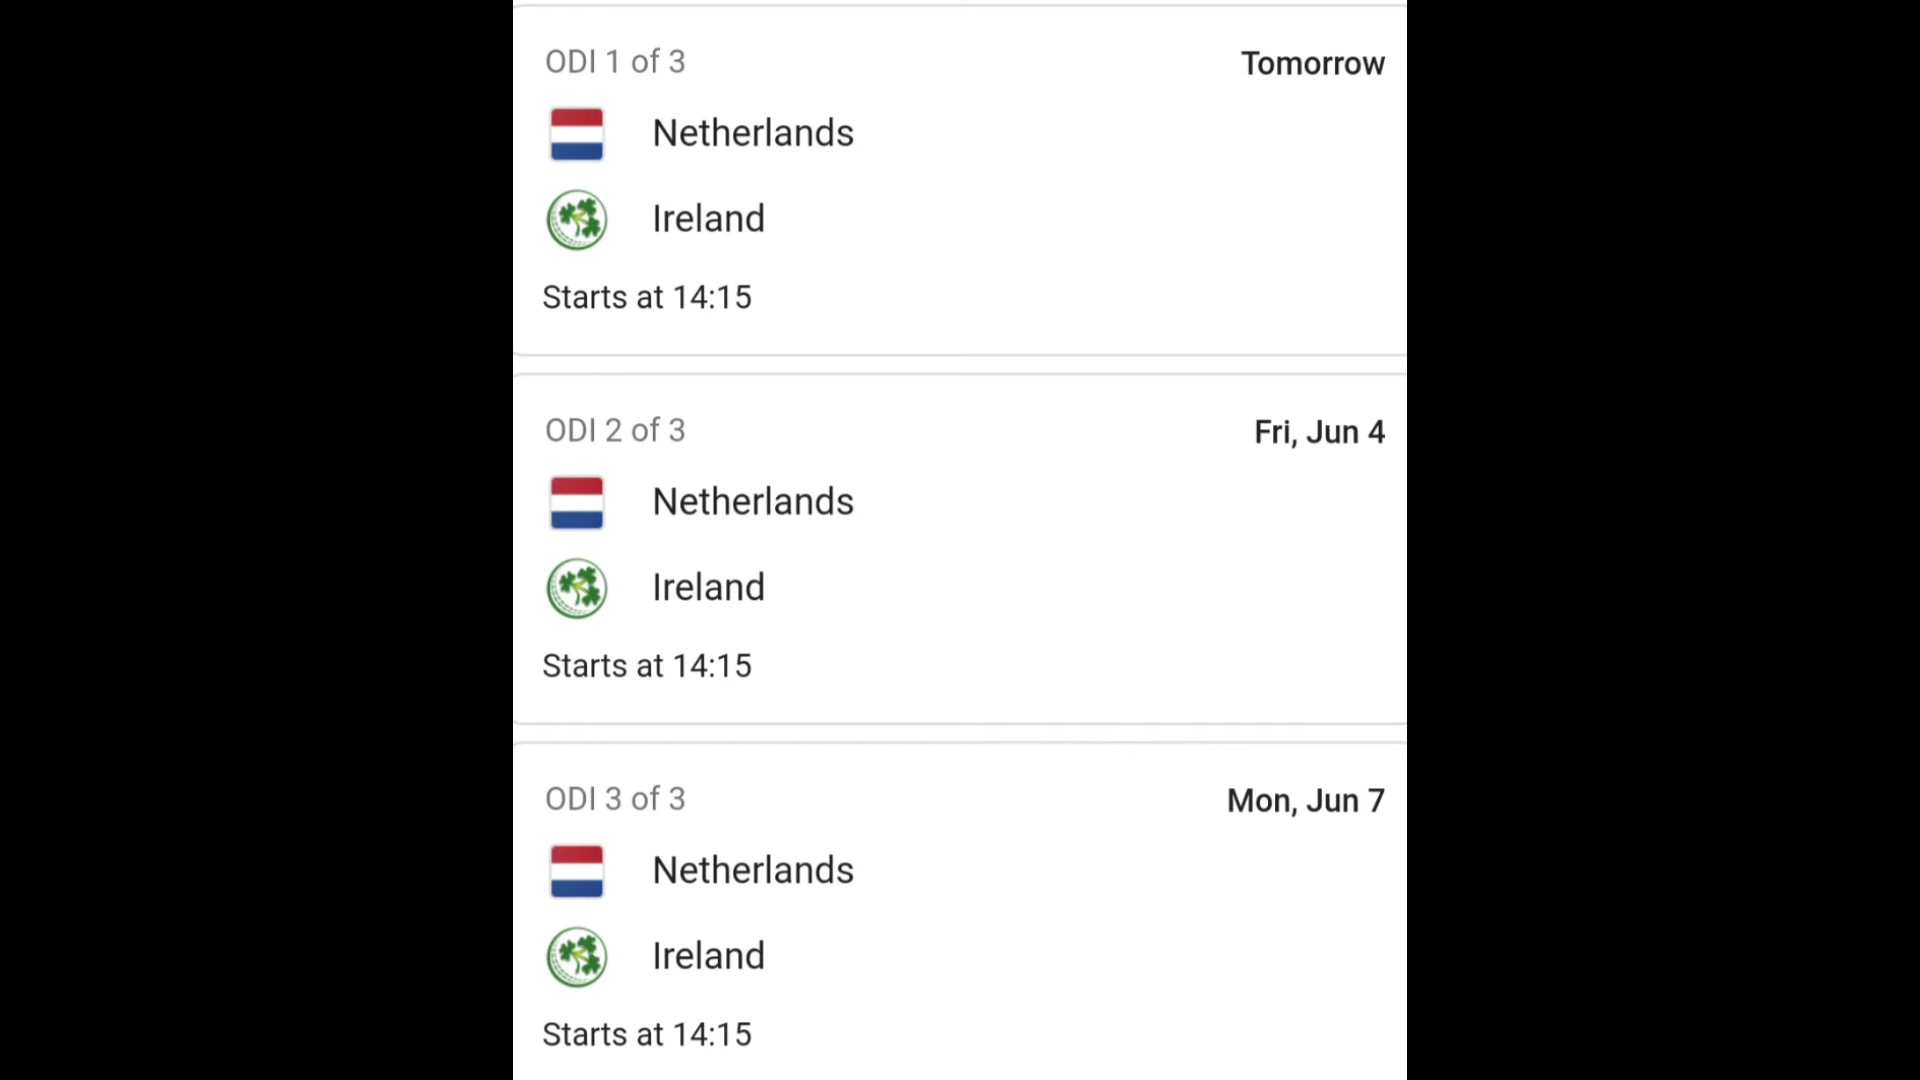 ODI 1 of 3
Tomorrow
Netherlands
Ireland
Starts at 14:15
ODI 2 of 3
Fri, Jun 4
Netherlands
Ireland
Starts at 14:15
ODI 3 of 3
Mon, Jun 7
Netherlands
Ireland
Starts at 14:15